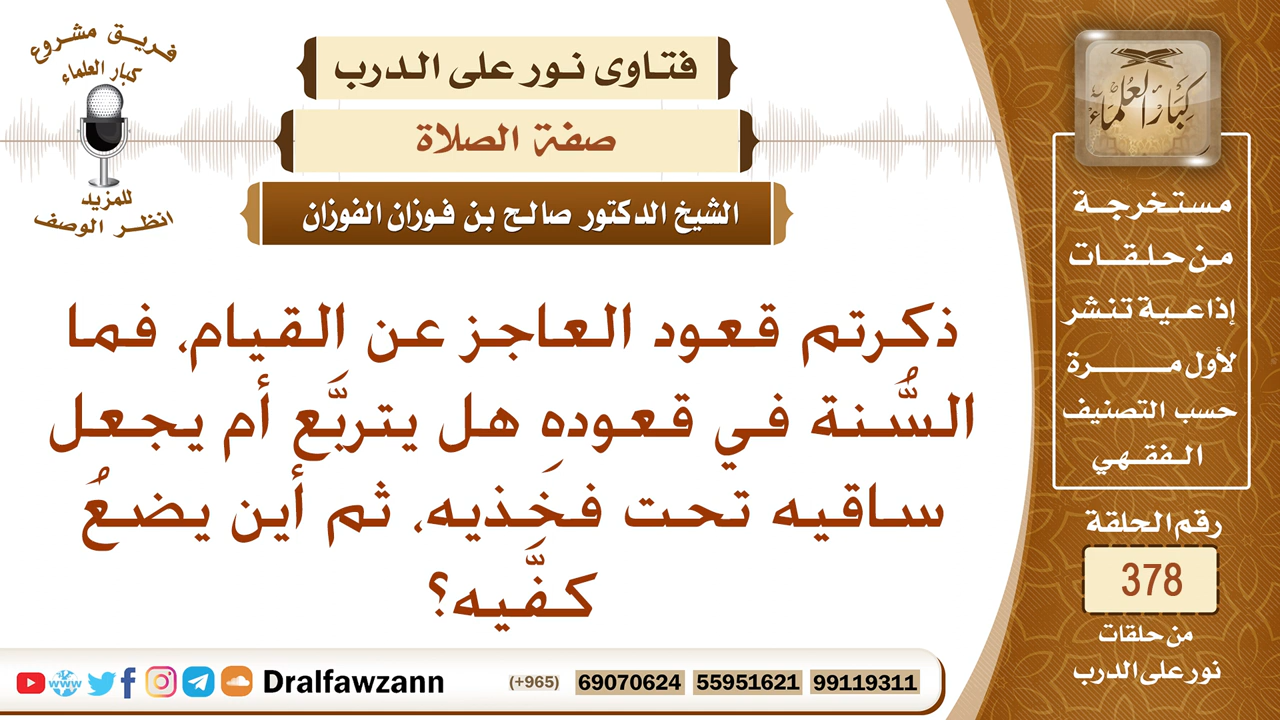 فريق مشروع
كبار العلماء
للمزيد
انظر الوصف
فتاوى نور على الدرب
صفة الصلاة
الشيخ الدكتور صالح بن فوزان الفوزان
ذكرتم قعود العاجز عن القيام، فما
السُّنة في قعوده هل يتربَّع أم يجعل
ساقيه تحت فخَذيه، ثم أين يضعُ
كفَّيه؟
كبار العلماء
مستخرجة
من حلقات
إذاعية تنشر
لأول مرة
حسب التصنيف
الفقهي
رقم الحلقة
378
من حلقات
نور على الدرب
Dralfawzann (+965) 69070624 55951621 99119311